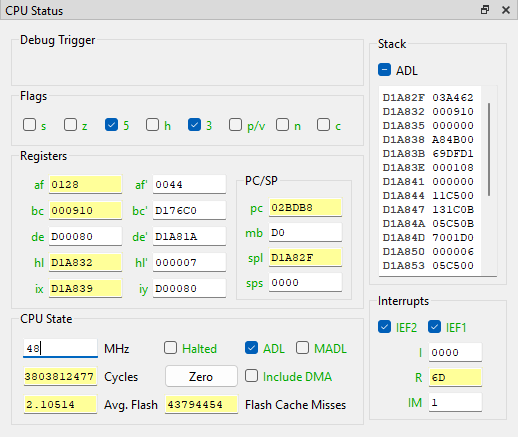 CPU Status
Debug Trigger
Flags
s z 5 h 3 p/v n c
Registers
af 0128 af' 0044
bc 000910 bc' D176C0
de D00080 de' D1A81A
hl D1A832 hl' 000007
ix D1A839 iy D00080
PC/SP
pc 02BDB8
mb D0
spl D1A82F
sps 0000
CPU State
48 MHz Halted ADL MADL
3803812477 Cycles Zero Include DMA
2.10514 Avg. Flash 43794454 Flash Cache Misses
Stack
ADL
D1A82F 03A462
D1A832 000910
D1A835 000000
D1A838 A84B00
D1A83B 69DFD1
D1A83E 000108
D1A841 000000
D1A844 11C500
D1A847 131C0B
D1A84A 05C50B
D1A84D 7001D0
D1A850 000006
D1A853 05C500
Interrupts
IEF2 IEF1
I 0000
R 6D
IM 1